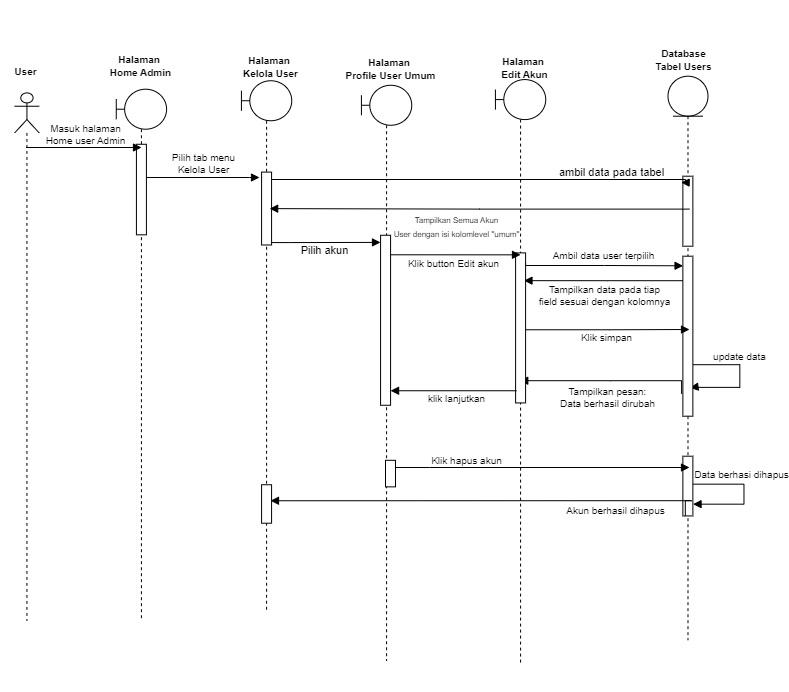 User
Halaman
Home Admin
Halaman
Kelola User
Halaman
Profile User Umum
Halaman
Edit Akun
Database
Tabel Users
Masuk halaman
Home user Admin
Pilih tab menu
Kelola User
ambil data pada tabel
Tampilkan Semua Akun
User dengan isi kolomlevel "umum"
Pilih akun
Klik button Edit akun
Ambil data user terpilih
Tampilkan data pada tiap
field sesuai dengan kolomnya
Klik simpan
update data
Tampilkan pesan:
Data berhasil dirubah
klik lanjutkan
Klik hapus akun
Data berhasi dihapus
Akun berhasil dihapus